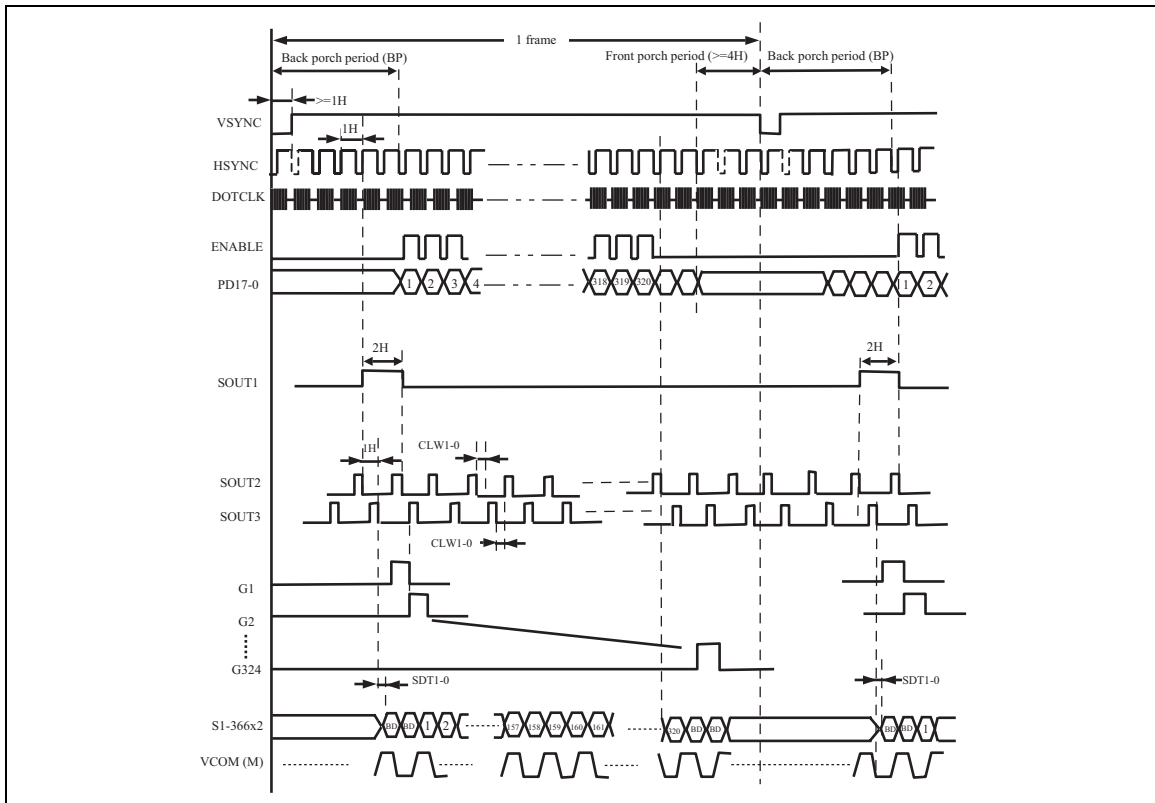 1 frame
Back porch period (BP) Front porch period (>=4H) Back porch period (BP)
>=1H
VSYNC
1H
HSYNC
DOTCLK
ENABLE
PD17-0 1 2 3 4 318 319 320 1 2
2H 2H
SOUT1
1H CLW1-0
SOUT2
SOUT3
CLW1-0
G1
G2
G324
SDT1-0 SDT1-0
S1-366x2 BD BD 1 2 157 158 159 160 161 320 BD BD BD BD 1
VCOM (M)